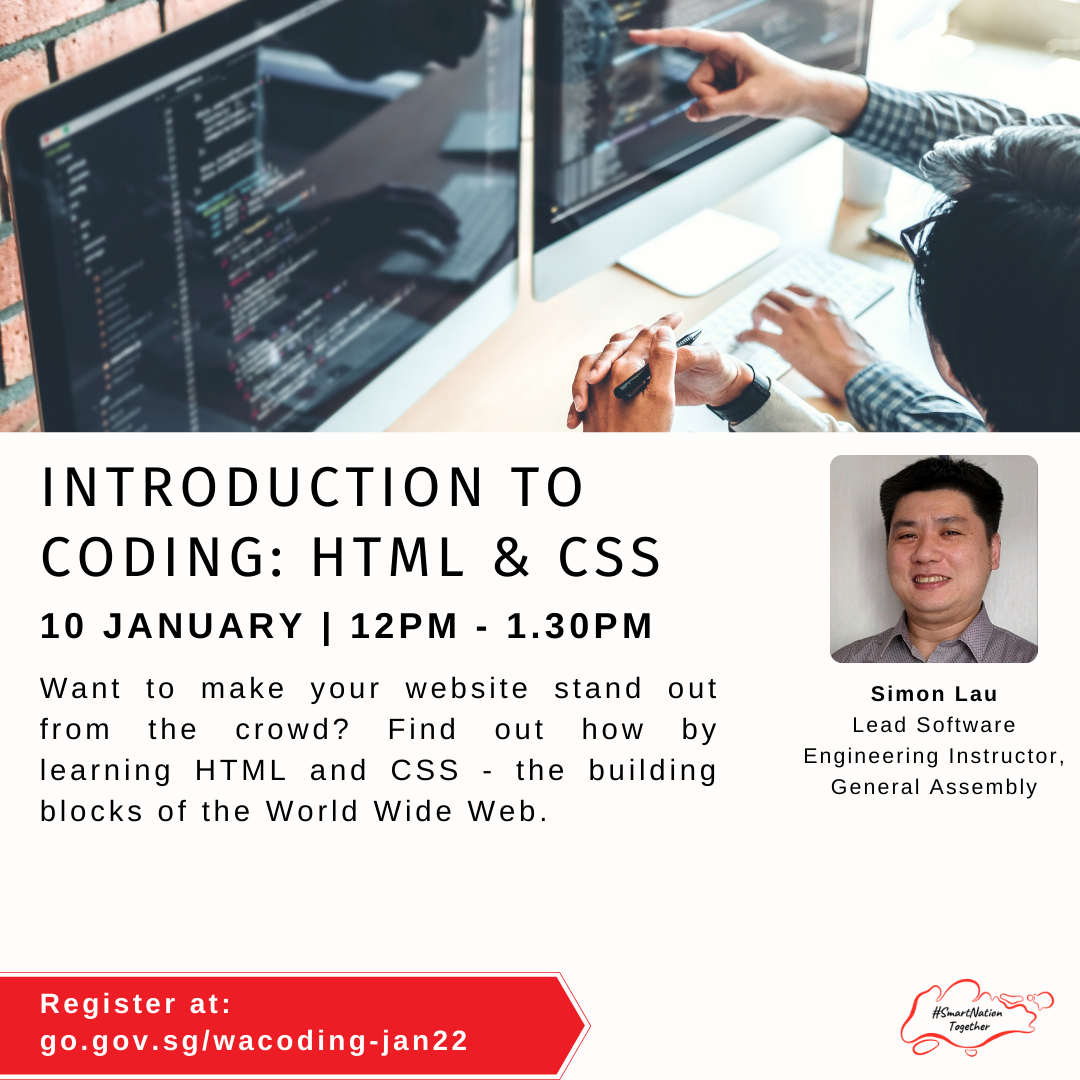 INTRODUCTION TO
CODING: HTML & CSS
10 JANUARY | 12PM - 1.30PM
Want to make your website stand out
from the crowd? Find out how by
learning HTML and CSS - the building
blocks of the World Wide Web.
Simon Lau
Lead Software
Engineering Instructor,
General Assembly
Register at:
go.gov.sg/wacoding-jan22
#SmartNation
Together